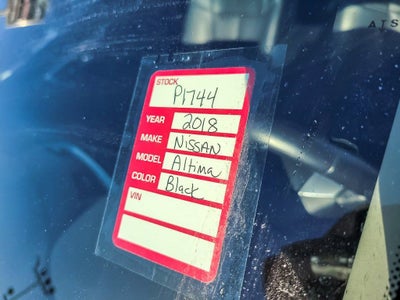 STOCK
P1744
YEAR 2018
MAKE NISSAN
MODEL Altima
COLOR Black
VIN